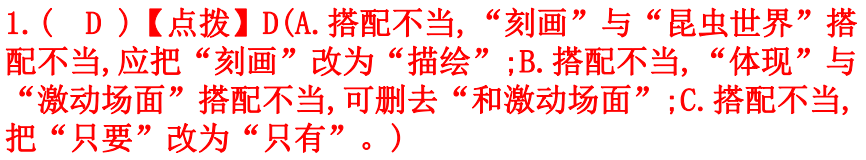 1.( D )【点拨】D(A.搭配不当,“刻画”与“昆虫世界”搭
配不当,应把“刻画”改为“描绘”;B.搭配不当,“体现”与
“激动场面”搭配不当,可删去“和激动场面”;C.搭配不当,
把“只要”改为“只有”。)